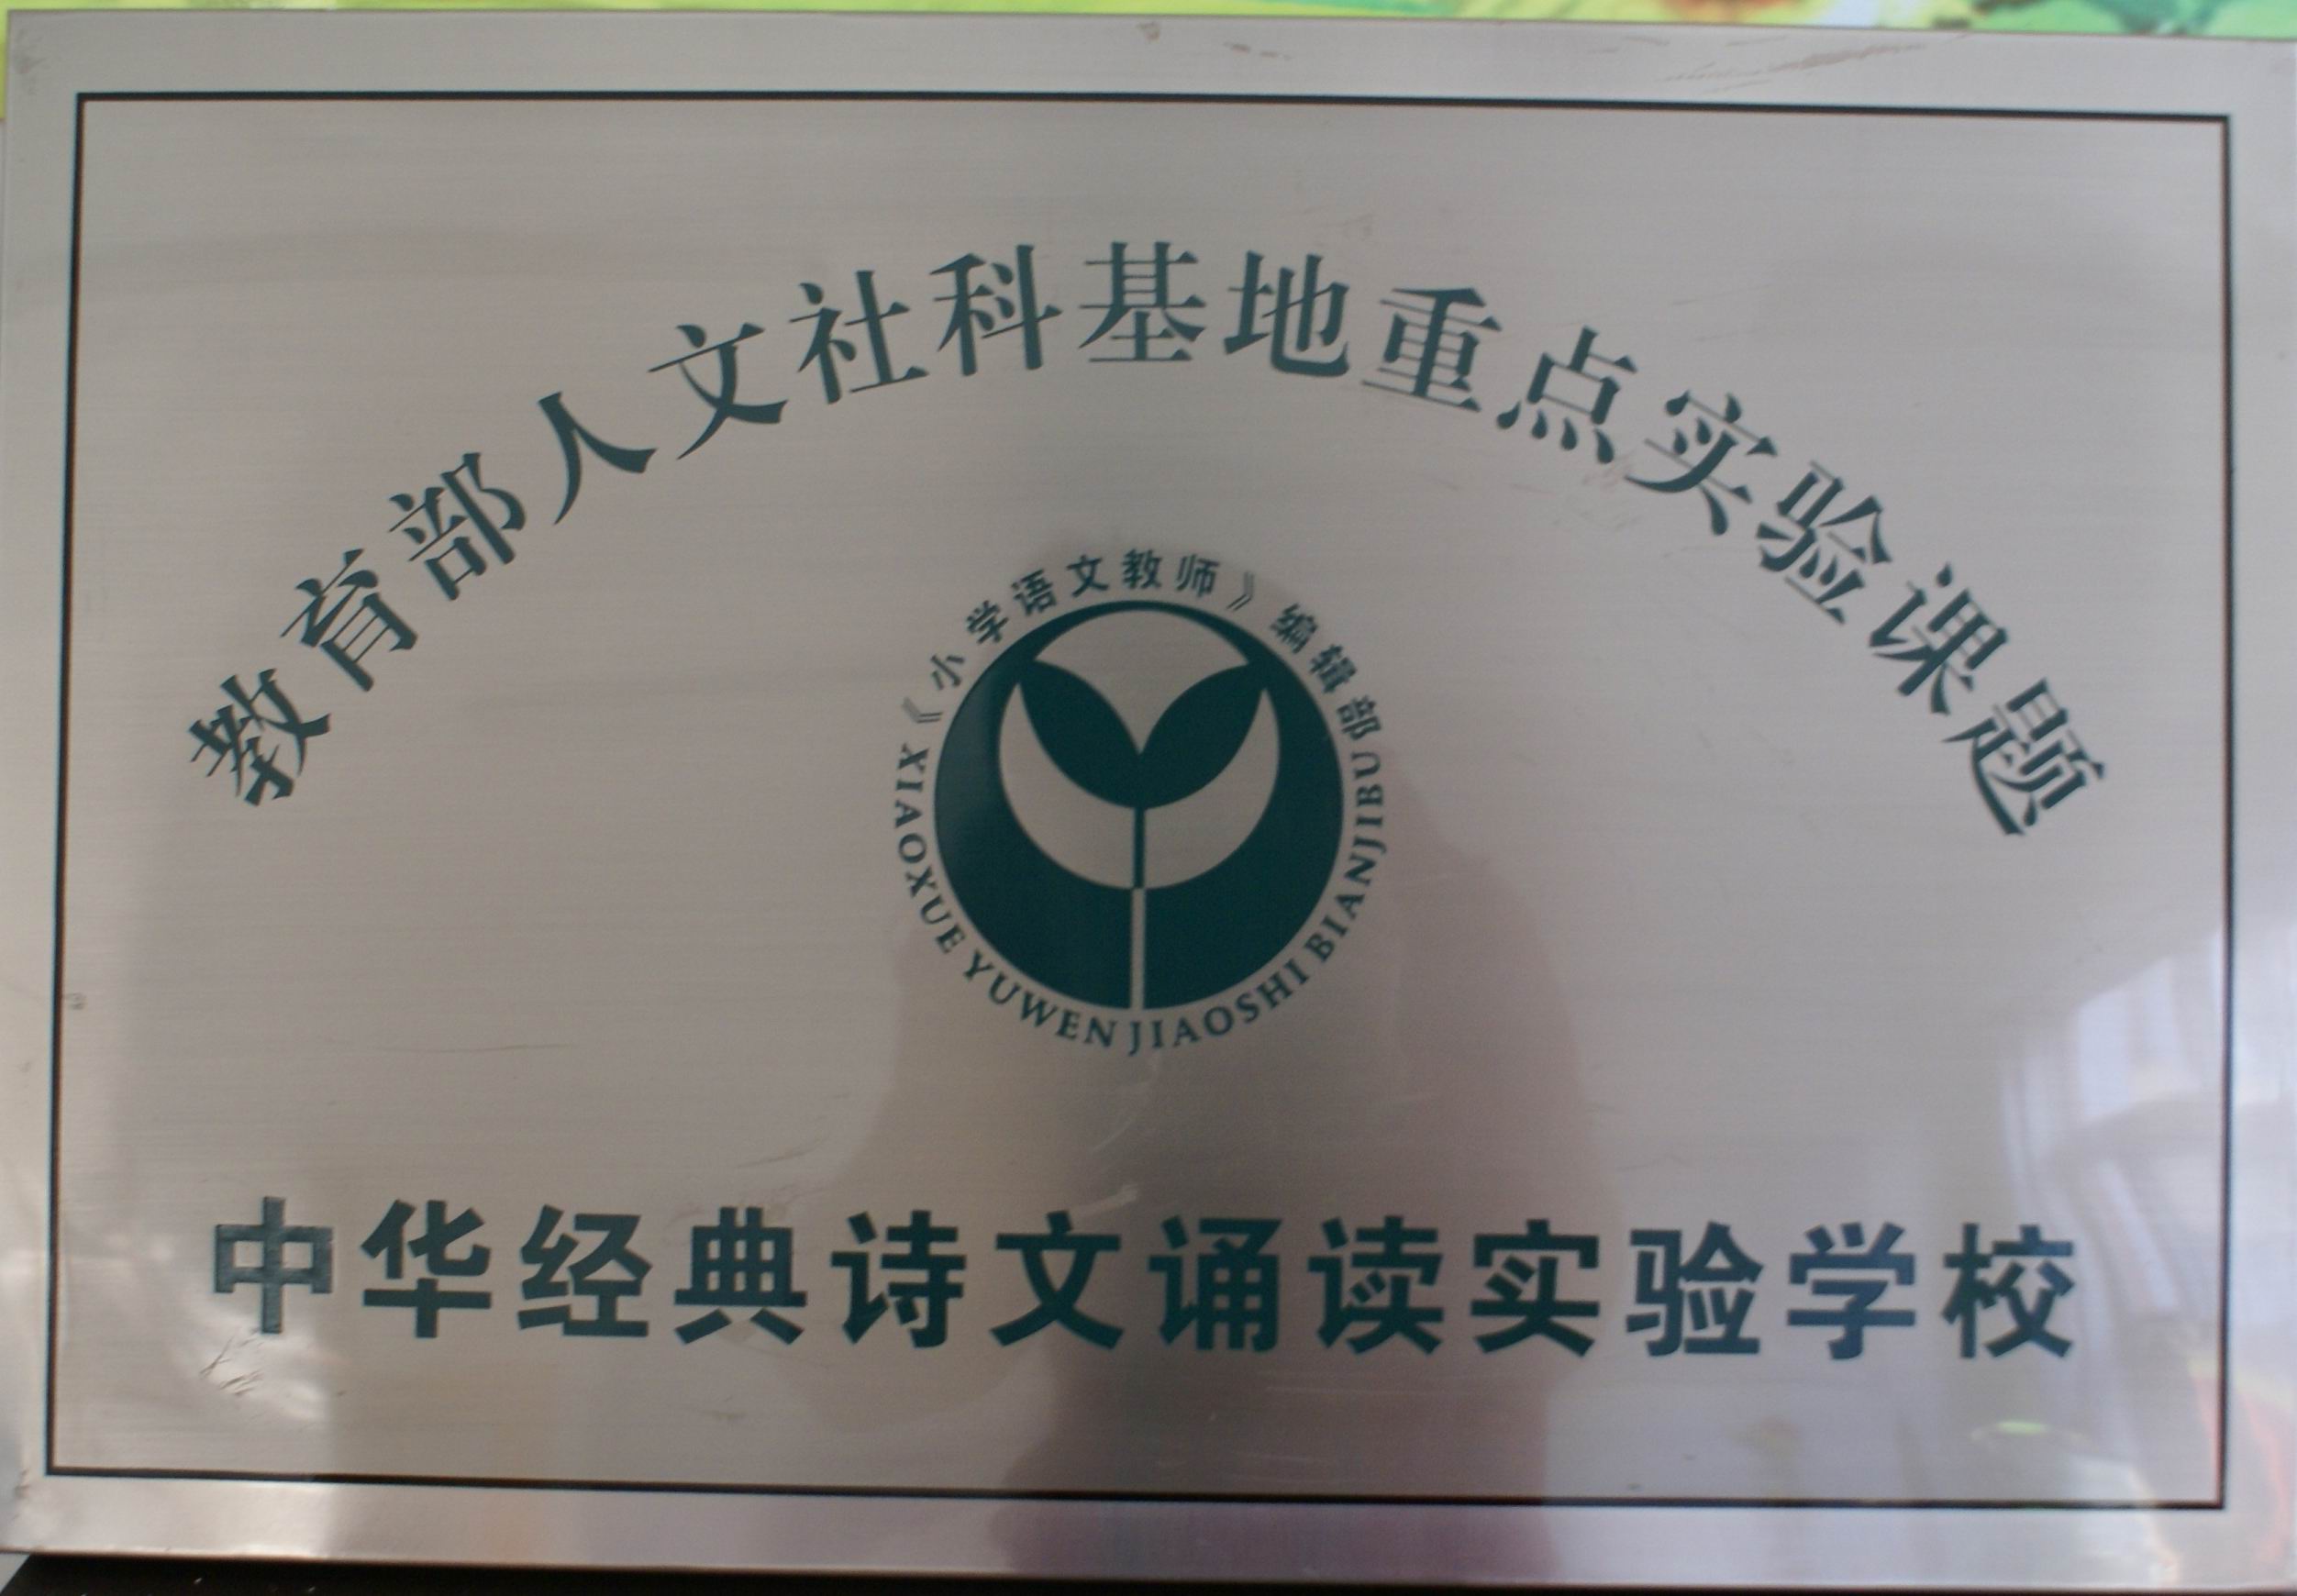 教育部人文社科基地重点实验课题
《小学语文教师》编辑部
XIAOXUE YUWEN JIAOSHI BIANJIBU
中华经典诗文诵读实验学校